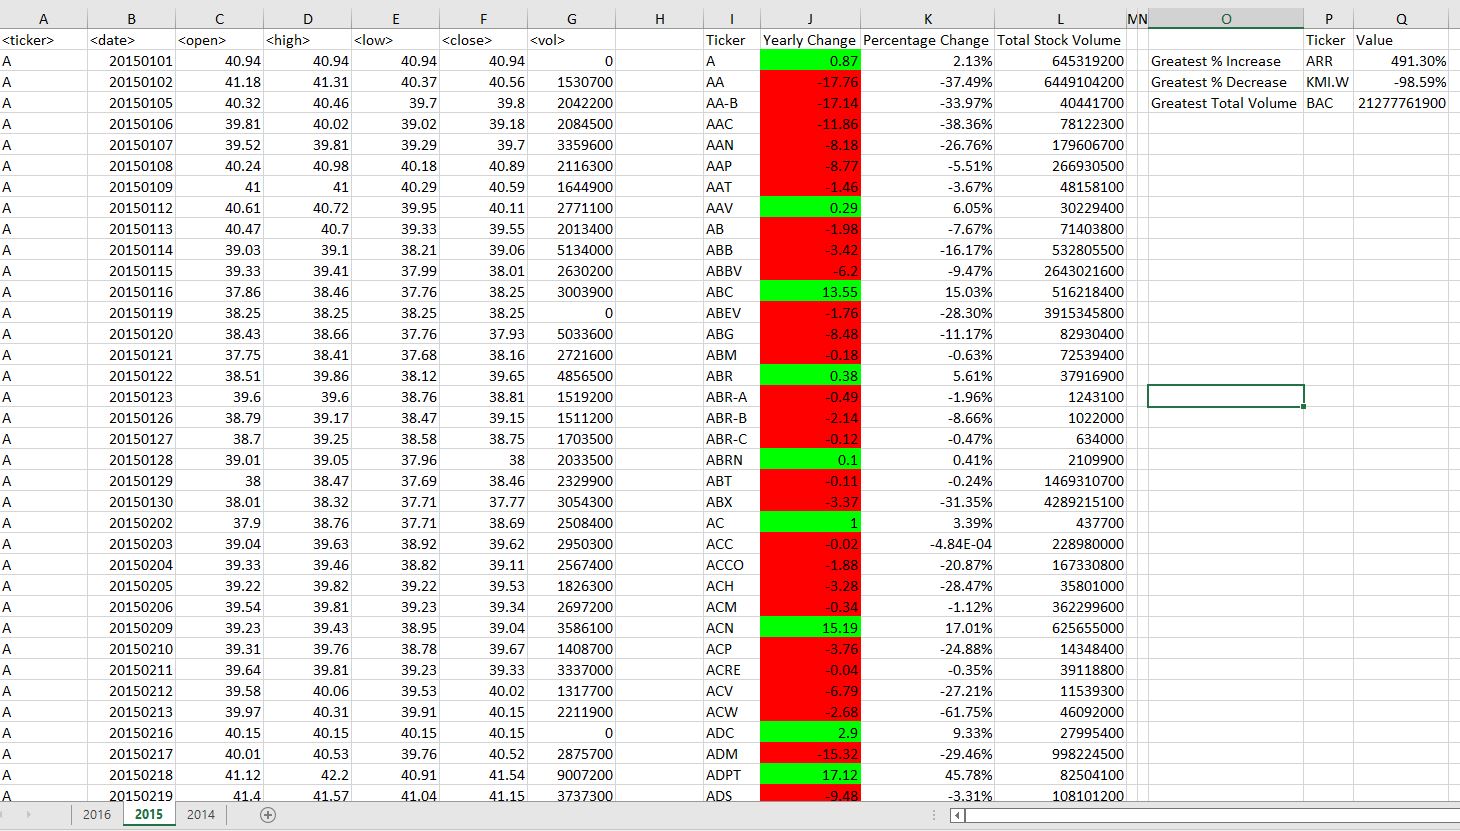 A B C D E F G H I J K L M N O P Q
<ticker> <date> <open> <high> <low> <close> <vol> Ticker Yearly Change Percentage Change Total Stock Volume Ticker Value
A 20150101 40.94 40.94 40.94 40.94 0 A 0.87 2.13% 645319200 Greatest % Increase ARR 491.30%
A 20150102 41.18 41.31 40.37 40.56 1530700 AA -17.76 -37.49% 6449104200 Greatest % Decrease KMI.W -98.59%
A 20150105 40.32 40.46 39.7 39.8 2042200 AA-B -17.14 -33.97% 40441700 Greatest Total Volume BAC 21277761900
A 20150106 39.81 40.02 39.02 39.18 2084500 AAC -11.86 -38.36% 78122300
A 20150107 39.52 39.81 39.29 39.7 3359600 AAN -8.18 -26.76% 179606700
A 20150108 40.24 40.98 40.18 40.89 2116300 AAP -8.77 -5.51% 266930500
A 20150109 41 41 40.29 40.59 1644900 AAT -1.46 -3.67% 48158100
A 20150112 40.61 40.72 39.95 40.11 2771100 AAV 0.29 6.05% 30229400
A 20150113 40.47 40.7 39.33 39.55 2013400 AB -1.98 -7.67% 71403800
A 20150114 39.03 39.1 38.21 39.06 5134000 ABB -3.42 -16.17% 532805500
A 20150115 39.33 39.41 37.99 38.01 2630200 ABBV -6.2 -9.47% 2643021600
A 20150116 37.86 38.46 37.76 38.25 3003900 ABC 13.55 15.03% 516218400
A 20150119 38.25 38.25 38.25 38.25 0 ABEV -1.76 -28.30% 3915345800
A 20150120 38.43 38.66 37.76 37.93 5033600 ABG -8.48 -11.17% 82930400
A 20150121 37.75 38.41 37.68 38.16 2721600 ABM -0.18 -0.63% 72539400
A 20150122 38.51 39.86 38.12 39.65 4856500 ABR 0.38 5.61% 37916900
A 20150123 39.6 39.6 38.76 38.81 1519200 ABR-A -0.49 -1.96% 1243100
A 20150126 38.79 39.17 38.47 39.15 1511200 ABR-B -2.14 -8.66% 1022000
A 20150127 38.7 39.25 38.58 38.75 1703500 ABR-C -0.12 -0.47% 634000
A 20150128 39.01 39.05 37.96 38 2033500 ABRN 0.1 0.41% 2109900
A 20150129 38 38.47 37.69 38.46 2329900 ABT -0.11 -0.24% 1469310700
A 20150130 38.01 38.32 37.71 37.77 3054300 ABX -3.37 -31.35% 4289215100
A 20150202 37.9 38.76 37.71 38.69 2508400 AC 1 3.39% 437700
A 20150203 39.04 39.63 38.92 39.62 2950300 ACC -0.02 -4.84E-04 228980000
A 20150204 39.33 39.46 38.82 39.11 2567400 ACCO -1.88 -20.87% 167330800
A 20150205 39.22 39.82 39.22 39.53 1826300 ACH -3.28 -28.47% 35801000
A 20150206 39.54 39.81 39.23 39.34 2697200 ACM -0.34 -1.12% 362299600
A 20150209 39.23 39.43 38.95 39.04 3586100 ACN 15.19 17.01% 625655000
A 20150210 39.31 39.76 38.78 39.67 1408700 ACP -3.76 -24.88% 14348400
A 20150211 39.64 39.81 39.23 39.33 3337000 ACRE -0.04 -0.35% 39118800
A 20150212 39.58 40.06 39.53 40.02 1317700 ACV -6.79 -27.21% 11539300
A 20150213 39.97 40.31 39.91 40.15 2211900 ACW -2.68 -61.75% 46092000
A 20150216 40.15 40.15 40.15 40.15 0 ADC 2.9 9.33% 27995400
A 20150217 40.01 40.53 39.76 40.52 2875700 ADM -15.32 -29.46% 998224500
A 20150218 41.12 42.2 40.91 41.54 9007200 ADPT 17.12 45.78% 82504100
A 20150219 41.4 41.57 41.04 41.15 3737300 ADS -9.48 -3.31% 108101200
2016 2015 2014